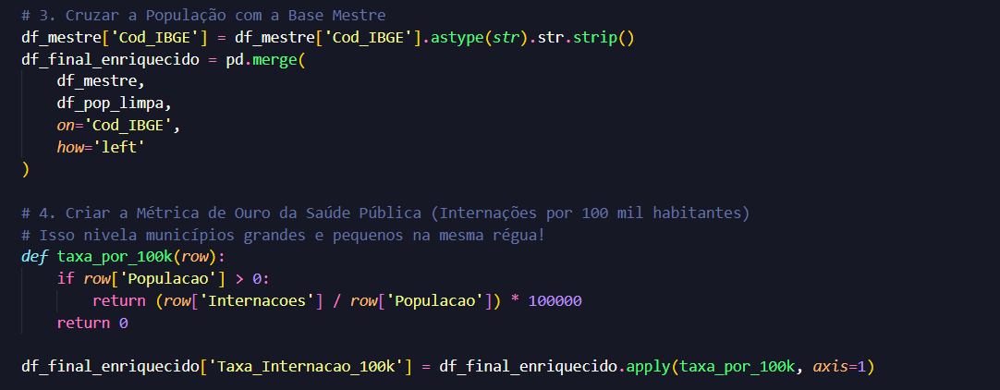 # 3. Cruzar a População com a Base Mestre
df_mestre['Cod_IBGE'] = df_mestre['Cod_IBGE'].astype(str).str.strip()
df_final_enriquecido = pd.merge(
    df_mestre,
    df_pop_limpa,
    on='Cod_IBGE',
    how='left'
)

# 4. Criar a Métrica de Ouro da Saúde Pública (Internações por 100 mil habitantes)
# Isso nivela municípios grandes e pequenos na mesma régua!
def taxa_por_100k(row):
    if row['Populacao'] > 0:
        return (row['Internacoes'] / row['Populacao']) * 100000
    return 0

df_final_enriquecido['Taxa_Internacao_100k'] = df_final_enriquecido.apply(taxa_por_100k, axis=1)